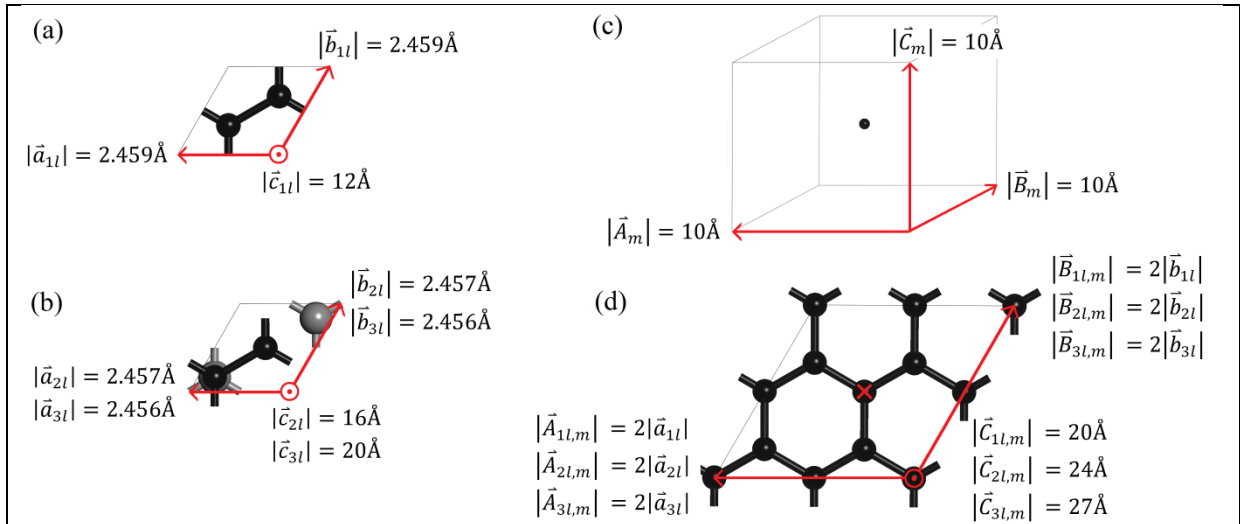 (a)
|b⃗₁ₗ| = 2.459Å
|a⃗₁ₗ| = 2.459Å
|c⃗₁ₗ| = 12Å
(b)
|b⃗₂ₗ| = 2.457Å
|b⃗₃ₗ| = 2.456Å
|a⃗₂ₗ| = 2.457Å
|a⃗₃ₗ| = 2.456Å
|c⃗₂ₗ| = 16Å
|c⃗₃ₗ| = 20Å
(c)
|C⃗ₘ| = 10Å
|B⃗ₘ| = 10Å
|A⃗ₘ| = 10Å
(d)
|B⃗₁ₗ,ₘ| = 2|b⃗₁ₗ|
|B⃗₂ₗ,ₘ| = 2|b⃗₂ₗ|
|B⃗₃ₗ,ₘ| = 2|b⃗₃ₗ|
|A⃗₁ₗ,ₘ| = 2|a⃗₁ₗ|
|A⃗₂ₗ,ₘ| = 2|a⃗₂ₗ|
|A⃗₃ₗ,ₘ| = 2|a⃗₃ₗ|
|C⃗₁ₗ,ₘ| = 20Å
|C⃗₂ₗ,ₘ| = 24Å
|C⃗₃ₗ,ₘ| = 27Å